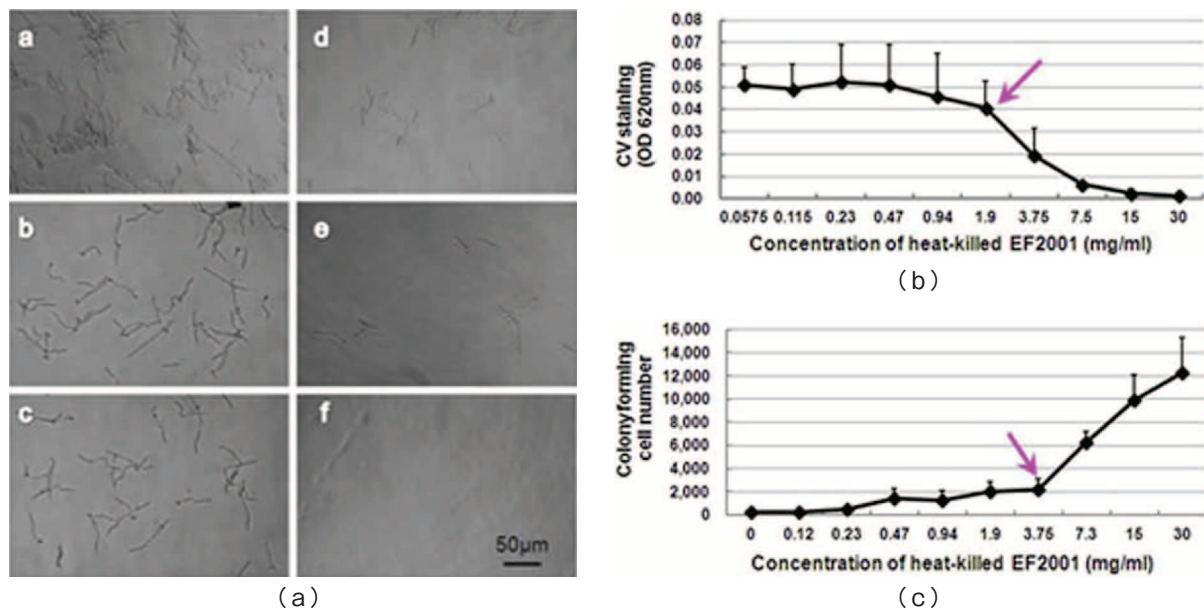 a
d
b
e
c
f
50μm
(a)
CV staining
(OD 620nm)
0.08
0.07
0.06
0.05
0.04
0.03
0.02
0.01
0.00
0.0575 0.115 0.23 0.47 0.94 1.9 3.75 7.5 15 30
Concentration of heat-killed EF2001 (mg/ml)
(b)
Colonyforming
cell number
16,000
14,000
12,000
10,000
8,000
6,000
4,000
2,000
0
0 0.12 0.23 0.47 0.94 1.9 3.75 7.3 15 30
Concentration of heat-killed EF2001 (mg/ml)
(c)